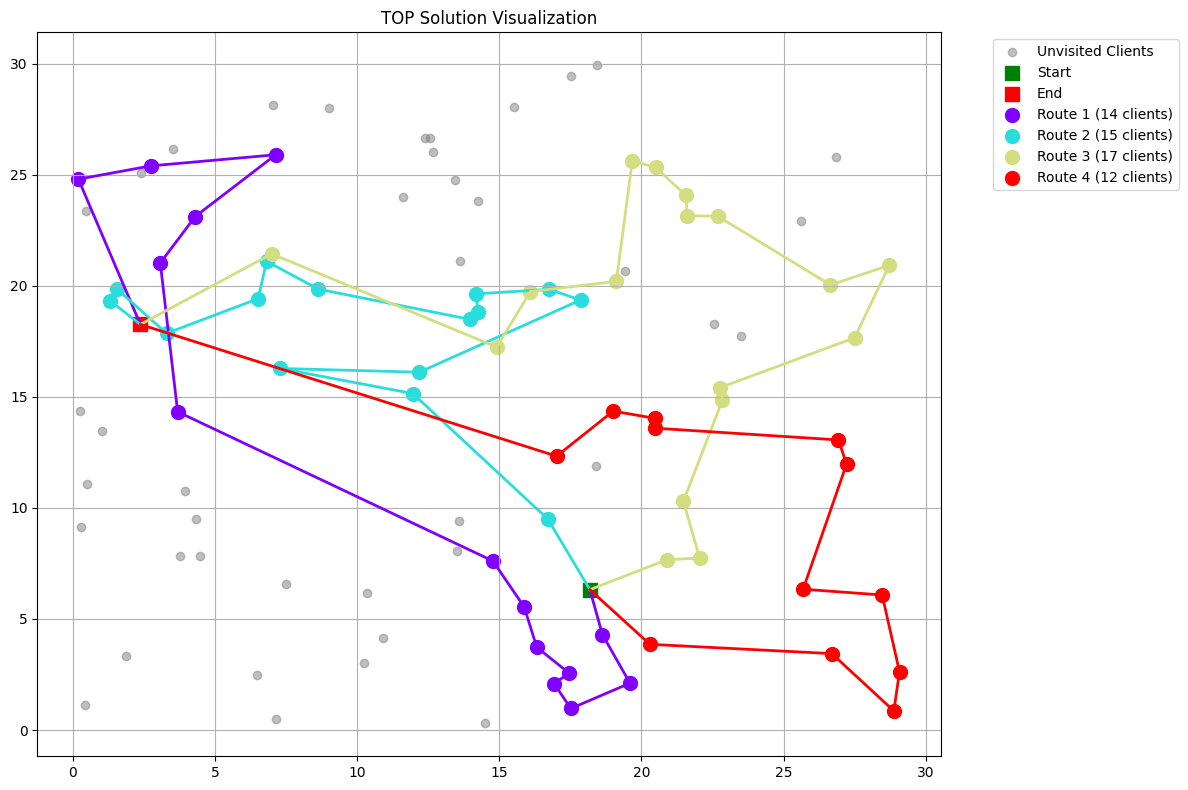 TOP Solution Visualization
Unvisited Clients
Start
End
Route 1 (14 clients)
Route 2 (15 clients)
Route 3 (17 clients)
Route 4 (12 clients)
30
25
20
15
10
5
0
0 5 10 15 20 25 30